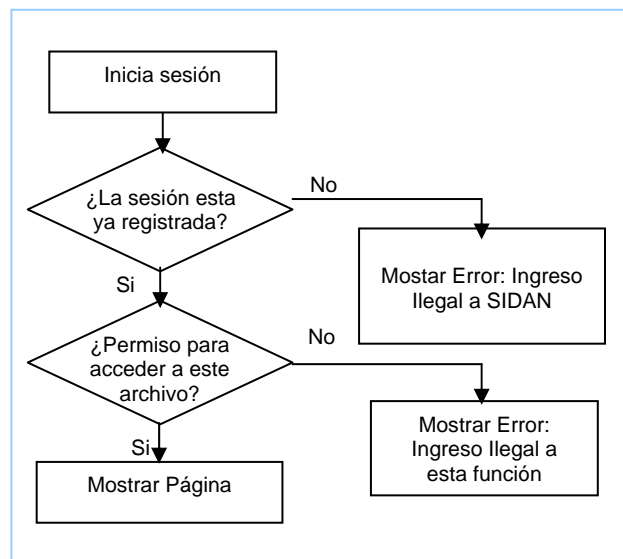 Inicia sesión
¿La sesión esta
ya registrada?
No
Mostar Error: Ingreso
Ilegal a SIDAN
Si
¿Permiso para
acceder a este
archivo?
No
Mostrar Error:
Ingreso Ilegal a
esta función
Si
Mostrar Página